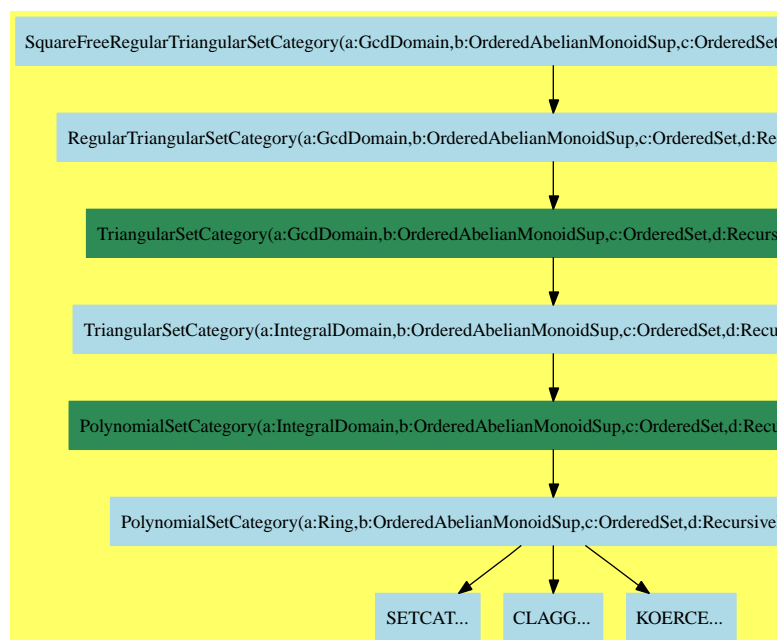 SquareFreeRegularTriangularSetCategory(a:GcdDomain,b:OrderedAbelianMonoidSup,c:OrderedSet
RegularTriangularSetCategory(a:GcdDomain,b:OrderedAbelianMonoidSup,c:OrderedSet,d:Re
TriangularSetCategory(a:GcdDomain,b:OrderedAbelianMonoidSup,c:OrderedSet,d:Recurs
TriangularSetCategory(a:IntegralDomain,b:OrderedAbelianMonoidSup,c:OrderedSet,d:Recu
PolynomialSetCategory(a:IntegralDomain,b:OrderedAbelianMonoidSup,c:OrderedSet,d:Recu
PolynomialSetCategory(a:Ring,b:OrderedAbelianMonoidSup,c:OrderedSet,d:Recursive
SETCAT... CLAGG... KOERCE...